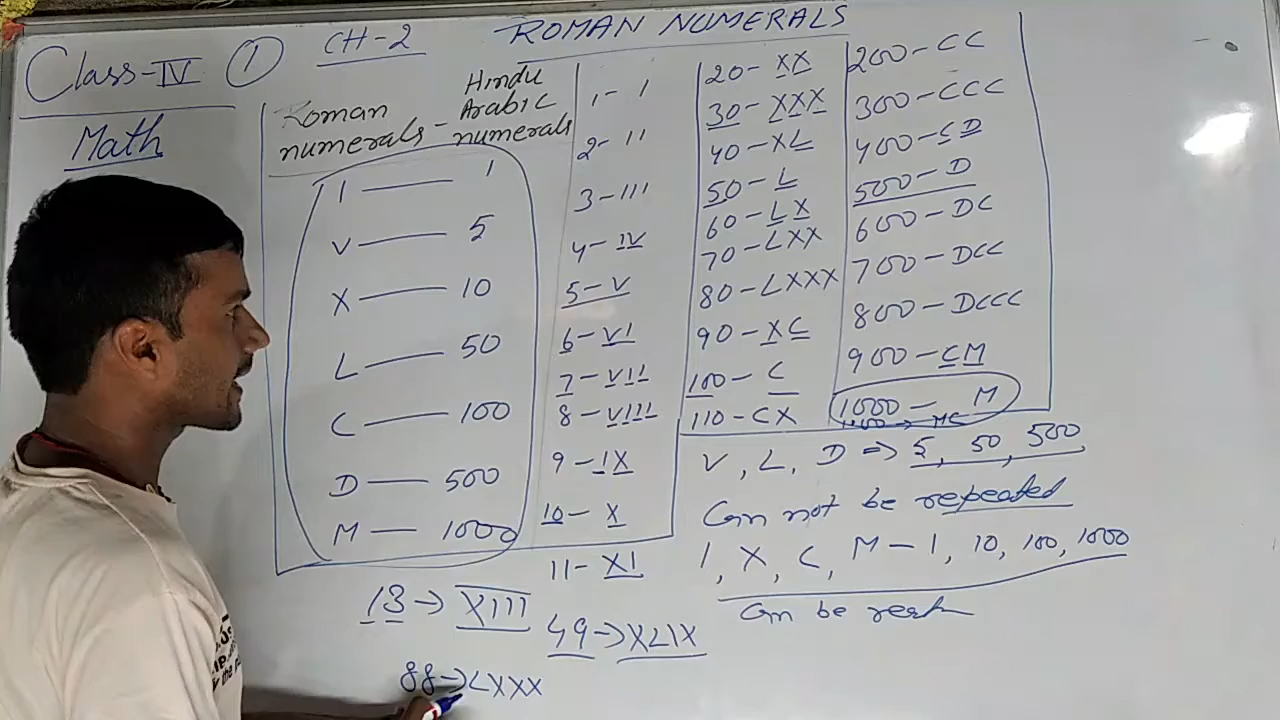 Class-IV ① CH-2 ROMAN NUMERALS
Math
Roman numerals - Hindu Arabic numerals
I — 1
V — 5
X — 10
L — 50
C — 100
D — 500
M — 1000
1 - I
2 - II
3 - III
4 - IV
5 - V
6 - VI
7 - VII
8 - VIII
9 - IX
10 - X
11 - XI
20 - XX
30 - XXX
40 - XL
50 - L
60 - LX
70 - LXX
80 - LXXX
90 - XC
100 - C
110 - CX
200 - CC
300 - CCC
400 - CD
500 - D
600 - DC
700 - DCC
800 - DCCC
900 - CM
1000 - M
V, L, D ⇒ 5, 50, 500
Can not be repeated
I, X, C, M - 1, 10, 100, 1000
Can be
13 → XIII
49 → XLIX
88 → LXXX